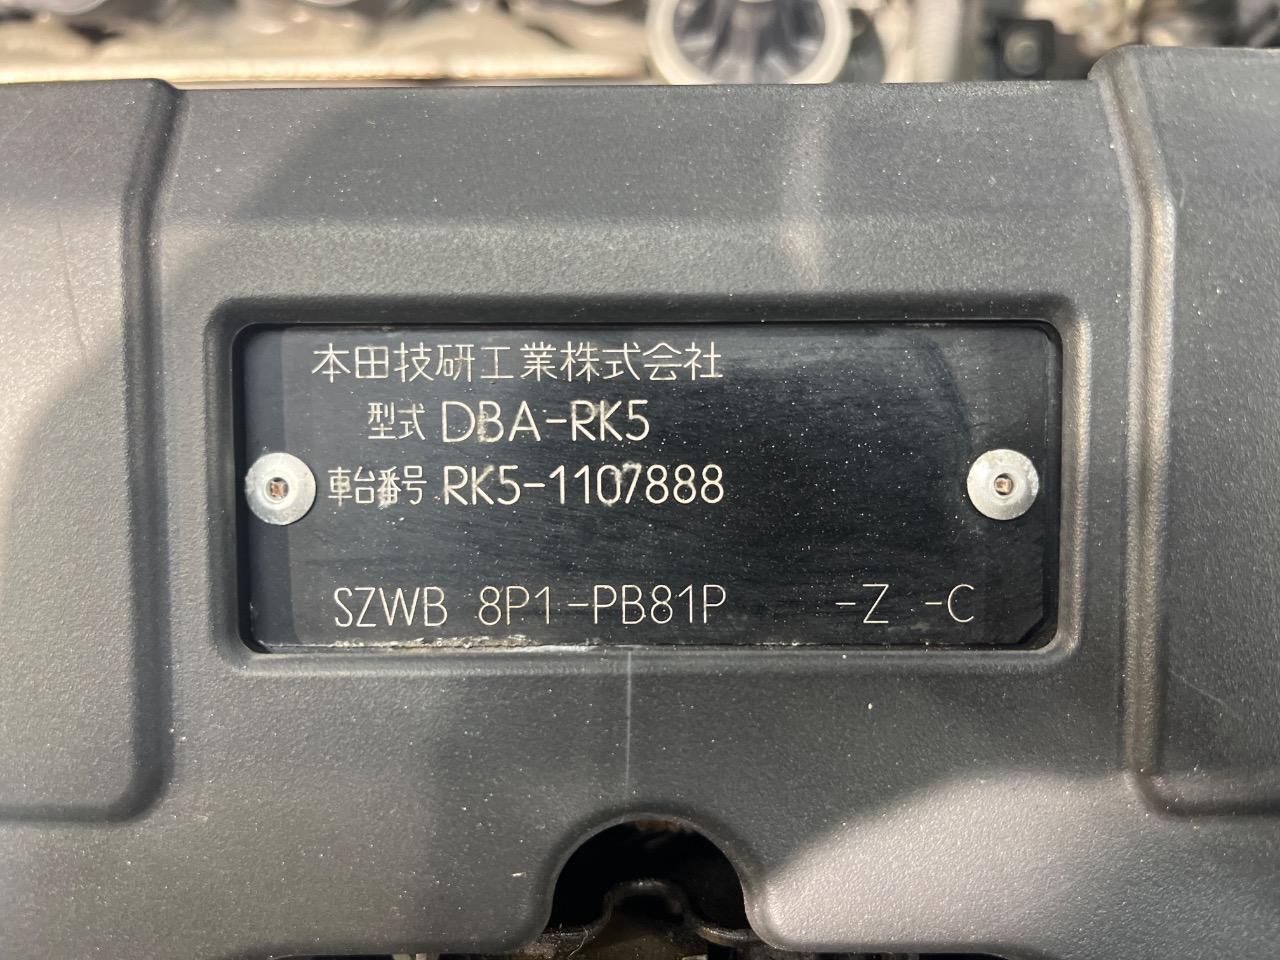 本田技研工業株式会社
型式 DBA-RK5
車台番号 RK5-1107888
SZWB 8P1-PB81P -Z -C